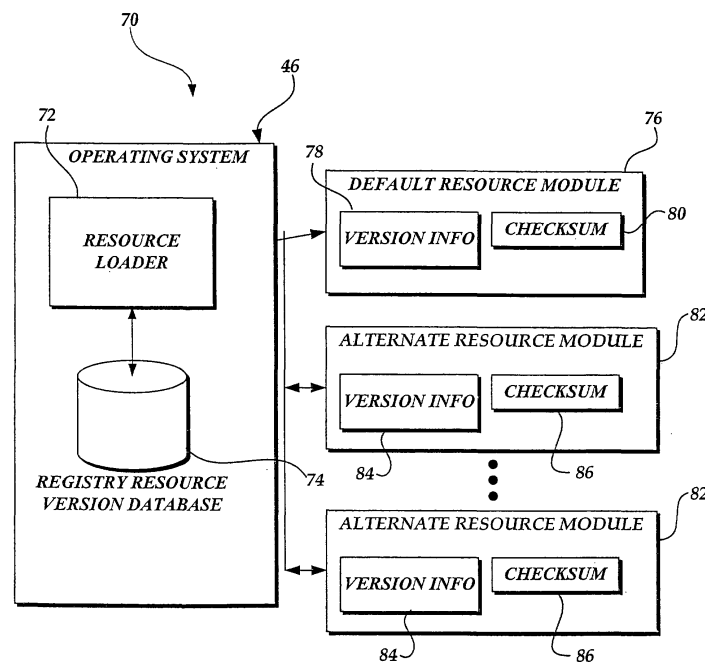 70
46
72
OPERATING SYSTEM
RESOURCE
LOADER
74
REGISTRY RESOURCE
VERSION DATABASE
76
78
DEFAULT RESOURCE MODULE
VERSION INFO
CHECKSUM
80
82
ALTERNATE RESOURCE MODULE
VERSION INFO
CHECKSUM
84
86
82
ALTERNATE RESOURCE MODULE
VERSION INFO
CHECKSUM
84
86